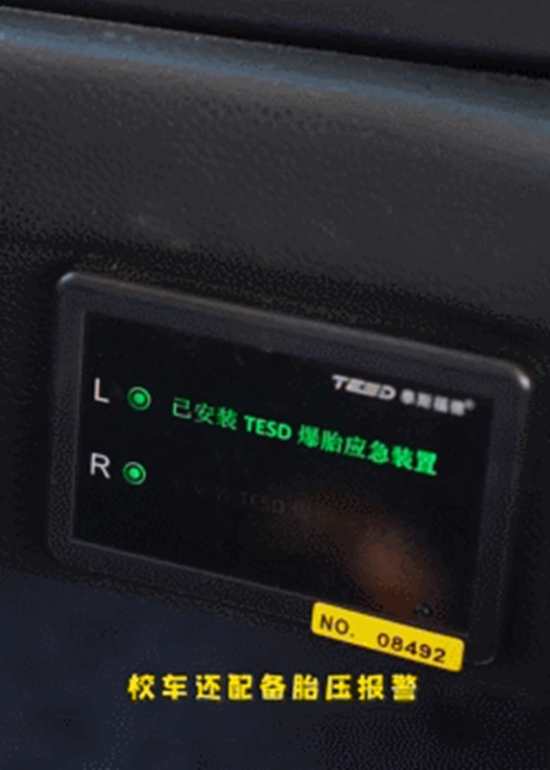 TESD 泰斯福德®
L 已安装 TESD 爆胎应急装置
R
NO. 08492
校车还配备胎压报警